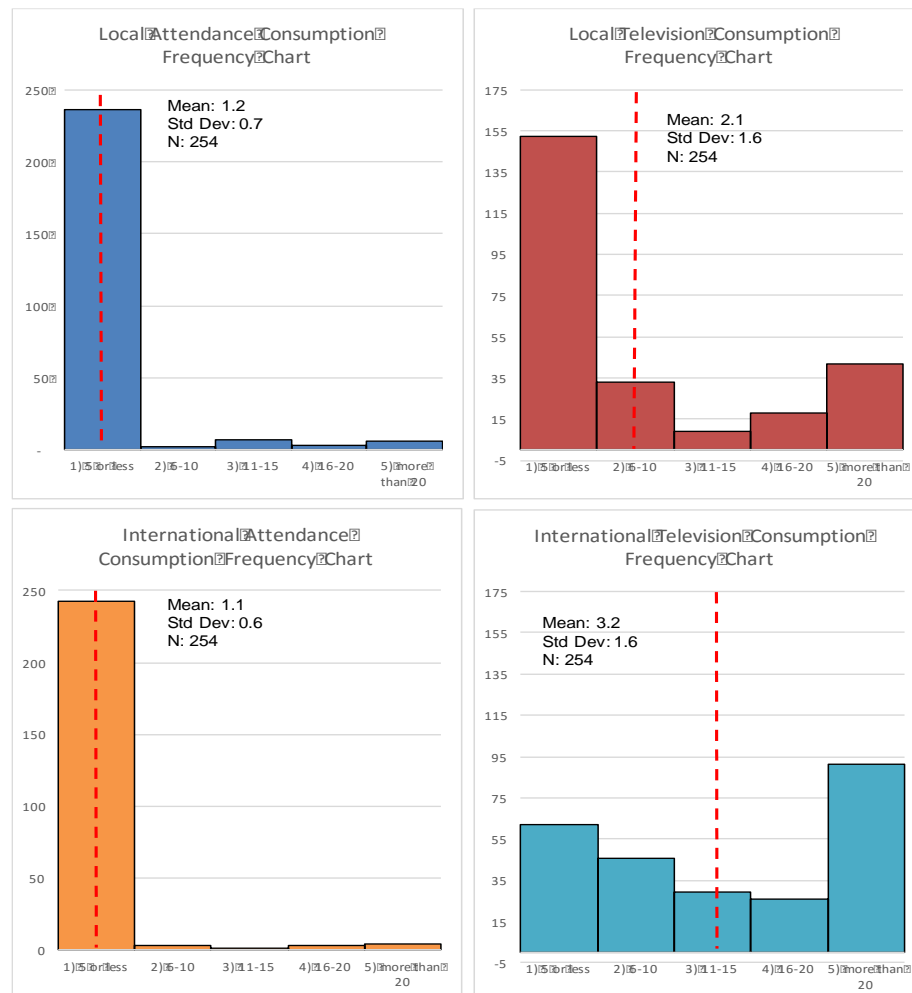 Local⍰Attendance⍰Consumption⍰
Frequency⍰Chart
250⍰
200⍰
150⍰
100⍰
50⍰
-
Mean: 1.2
Std Dev: 0.7
N: 254
1)⍰5⍰or⍰less 2)⍰6-10 3)⍰11-15 4)⍰16-20 5)⍰more⍰
than⍰20
Local⍰Television⍰Consumption⍰
Frequency⍰Chart
175
155
135
115
95
75
55
35
15
-5
Mean: 2.1
Std Dev: 1.6
N: 254
1)⍰5⍰or⍰less 2)⍰6-10 3)⍰11-15 4)⍰16-20 5)⍰more⍰than⍰
20
International⍰Attendance⍰
Consumption⍰Frequency⍰Chart
250
200
150
100
50
0
Mean: 1.1
Std Dev: 0.6
N: 254
1)⍰5⍰or⍰less 2)⍰6-10 3)⍰11-15 4)⍰16-20 5)⍰more⍰than⍰
20
International⍰Television⍰Consumption⍰
Frequency⍰Chart
175
155
135
115
95
75
55
35
15
-5
Mean: 3.2
Std Dev: 1.6
N: 254
1)⍰5⍰or⍰less 2)⍰6-10 3)⍰11-15 4)⍰16-20 5)⍰more⍰than⍰
20